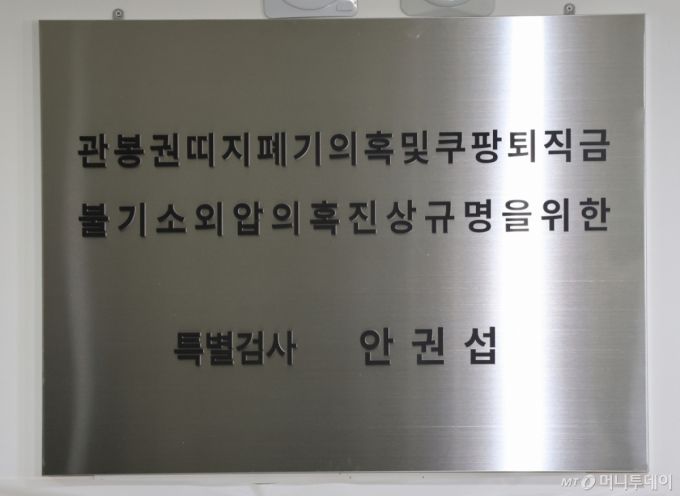 관봉권띠지폐기의혹및쿠팡퇴직금
불기소외압의혹진상규명을위한
특별검사 안권섭
MT 머니투데이